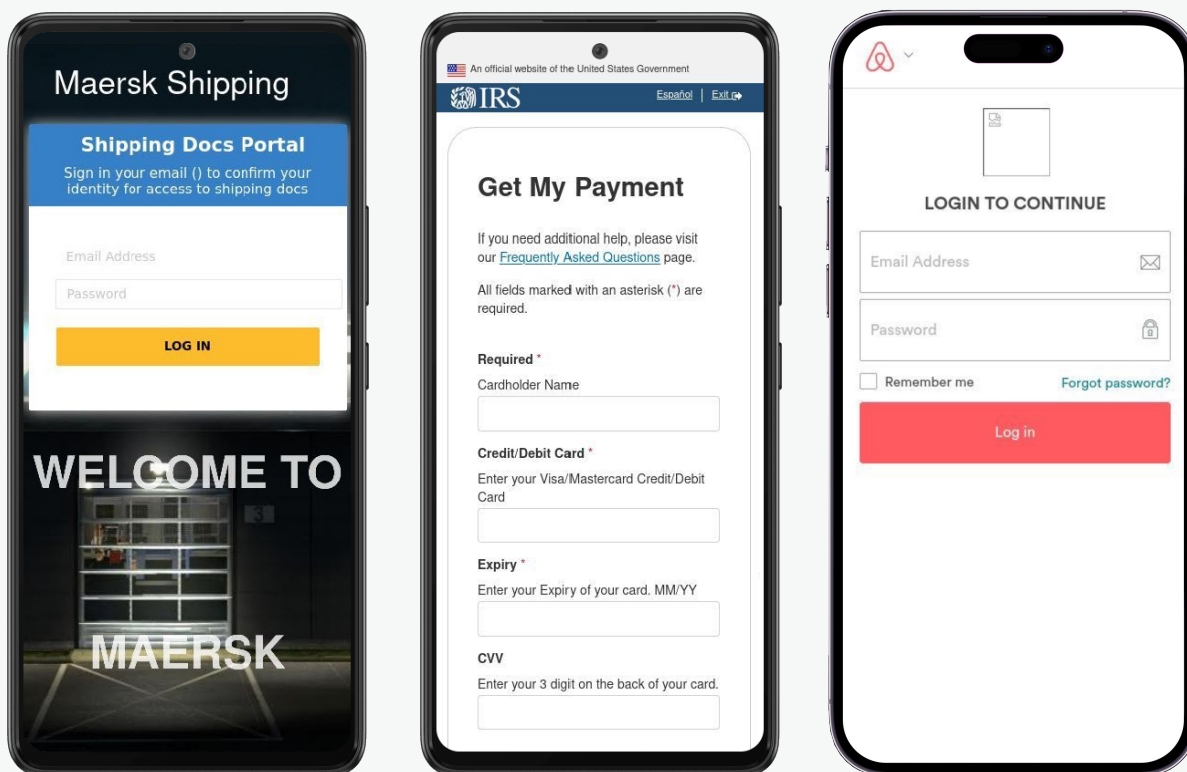 Maersk Shipping
Shipping Docs Portal
Sign in your email () to confirm your
identity for access to shipping docs
Email Address
Password
LOG IN
WELCOME TO
3
MAERSK
An official website of the United States Government
IRS
Español | Exit
Get My Payment
If you need additional help, please visit
our Frequently Asked Questions page.
All fields marked with an asterisk (*) are
required.
Required *
Cardholder Name
Credit/Debit Card *
Enter your Visa/Mastercard Credit/Debit
Card
Expiry *
Enter your Expiry of your card. MM/YY
CVV
Enter your 3 digit on the back of your card.
LOGIN TO CONTINUE
Email Address
Password
Remember me
Forgot password?
Log in